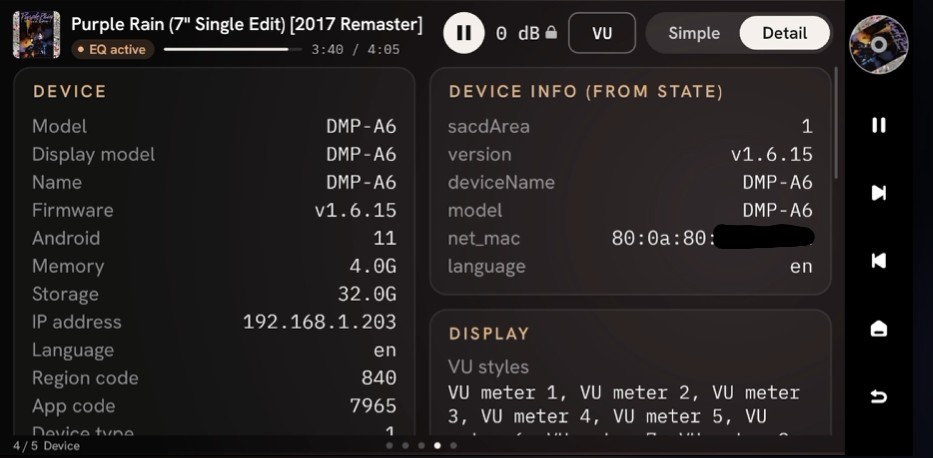 Purple Rain (7" Single Edit) [2017 Remaster]
EQ active
3:40 / 4:05
0 dB
VU
Simple
Detail
DEVICE
Model DMP-A6
Display model DMP-A6
Name DMP-A6
Firmware v1.6.15
Android 11
Memory 4.0G
Storage 32.0G
IP address 192.168.1.203
Language en
Region code 840
App code 7965
Device type 1
DEVICE INFO (FROM STATE)
sacdArea 1
version v1.6.15
deviceName DMP-A6
model DMP-A6
net_mac 80:0a:80:
language en
DISPLAY
VU styles
VU meter 1, VU meter 2, VU meter
3, VU meter 4, VU meter 5, VU
4/5 Device